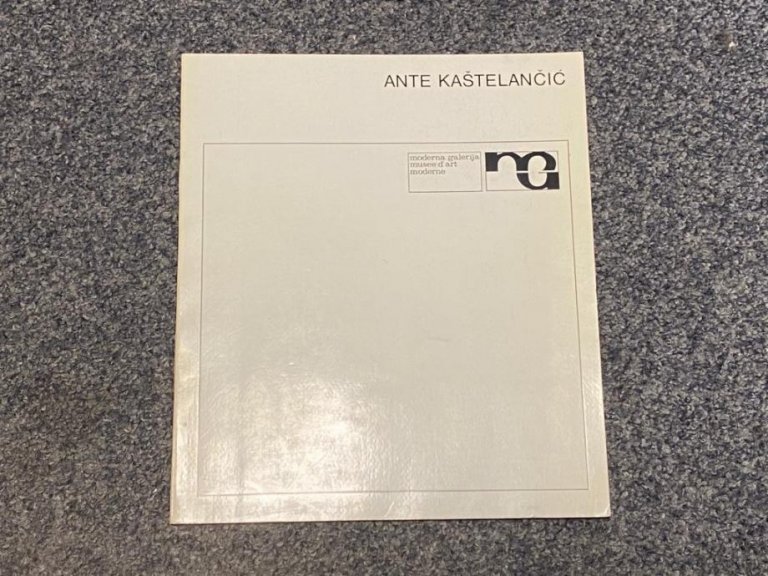 ANTE KAŠTELANČIĆ
moderna galerija
musee d'art
moderne
mG